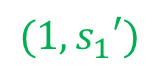 (1, s₁′)